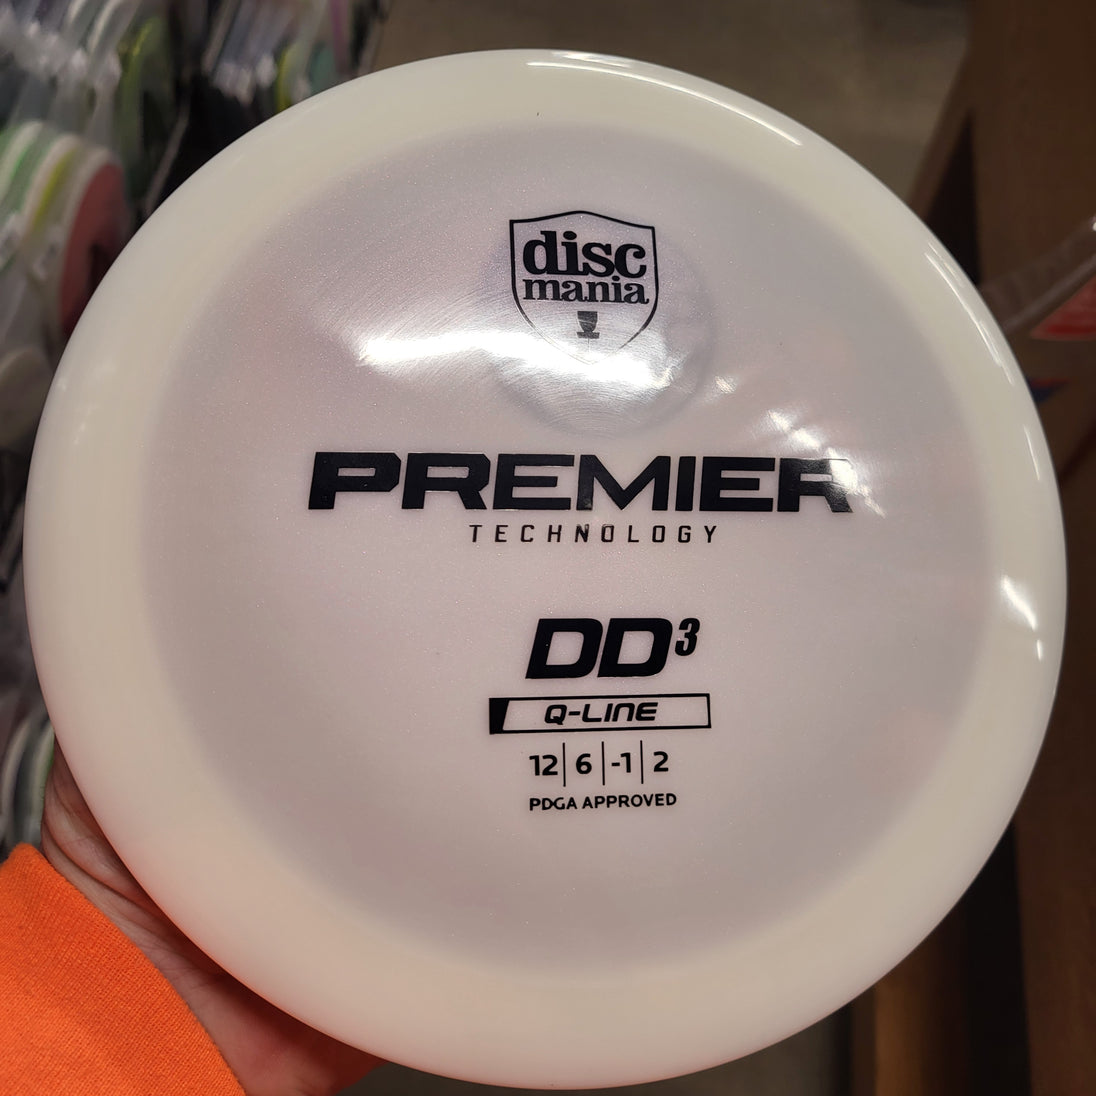 disc
mania
PREMIER
TECHNOLOGY
DD³
Q-LINE
12 | 6 | -1 | 2
PDGA APPROVED